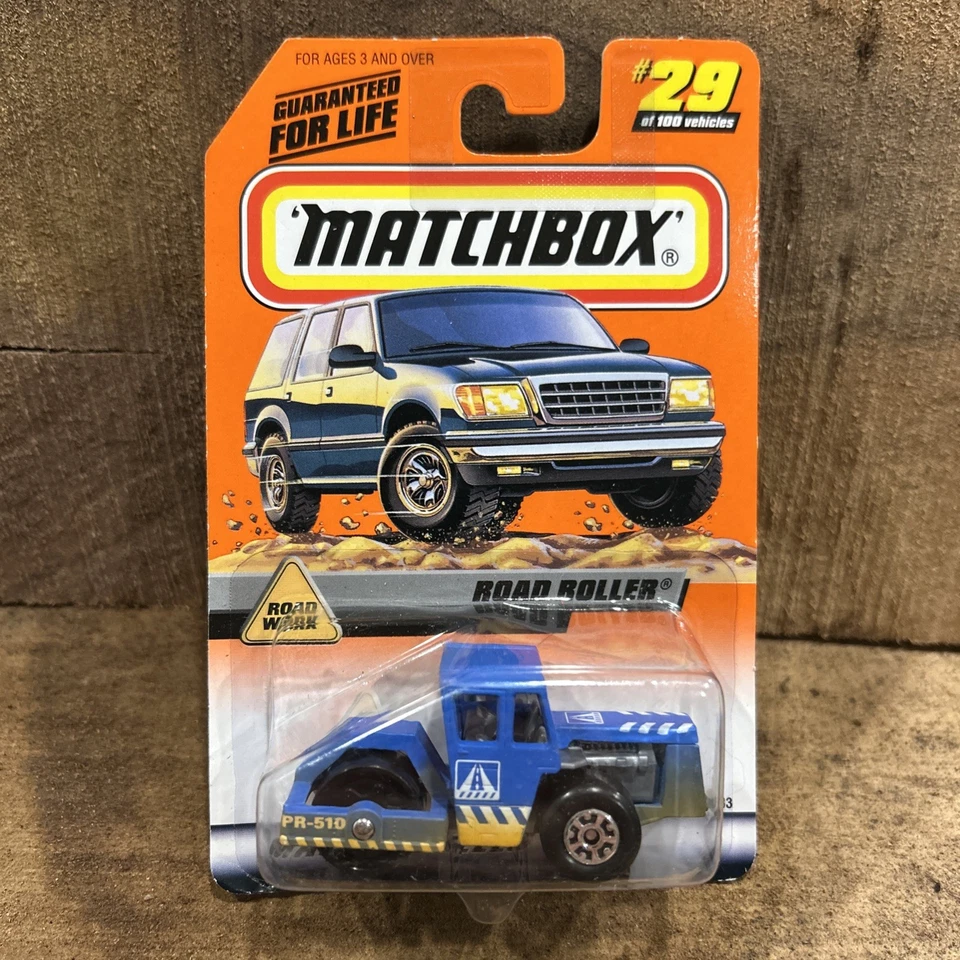 FOR AGES 3 AND OVER
GUARANTEED
FOR LIFE
#29
of 100 vehicles
'MATCHBOX'®
ROAD ROLLER®
ROAD
WORK
PR-510
33